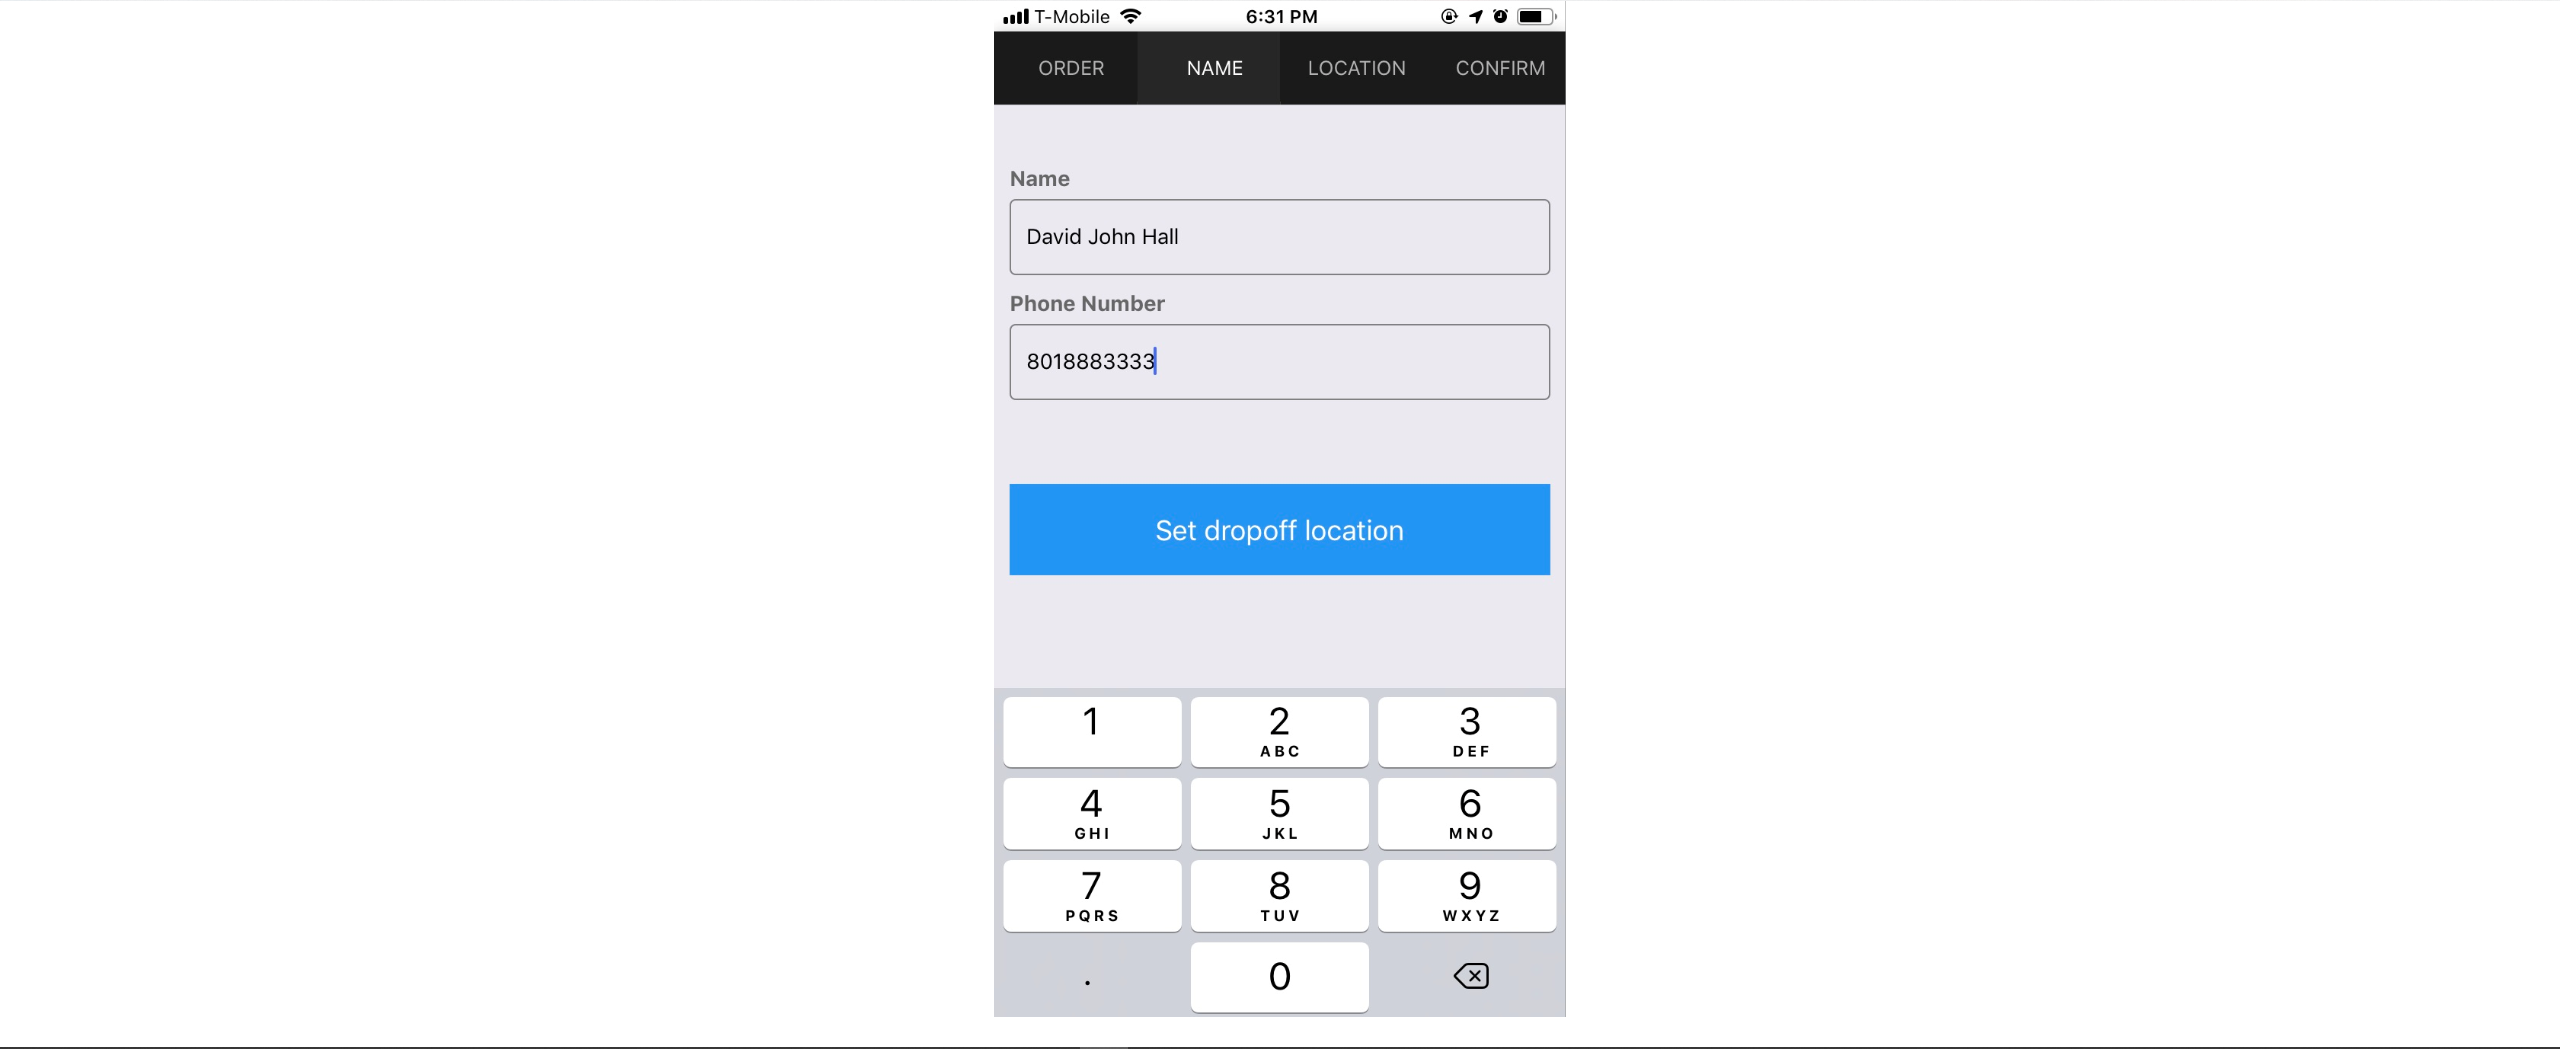 T-Mobile 6:31 PM
ORDER NAME LOCATION CONFIRM
Name
David John Hall
Phone Number
8018883333
Set dropoff location
1 2 3
ABC DEF
4 5 6
GHI JKL MNO
7 8 9
PQRS TUV WXYZ
. 0